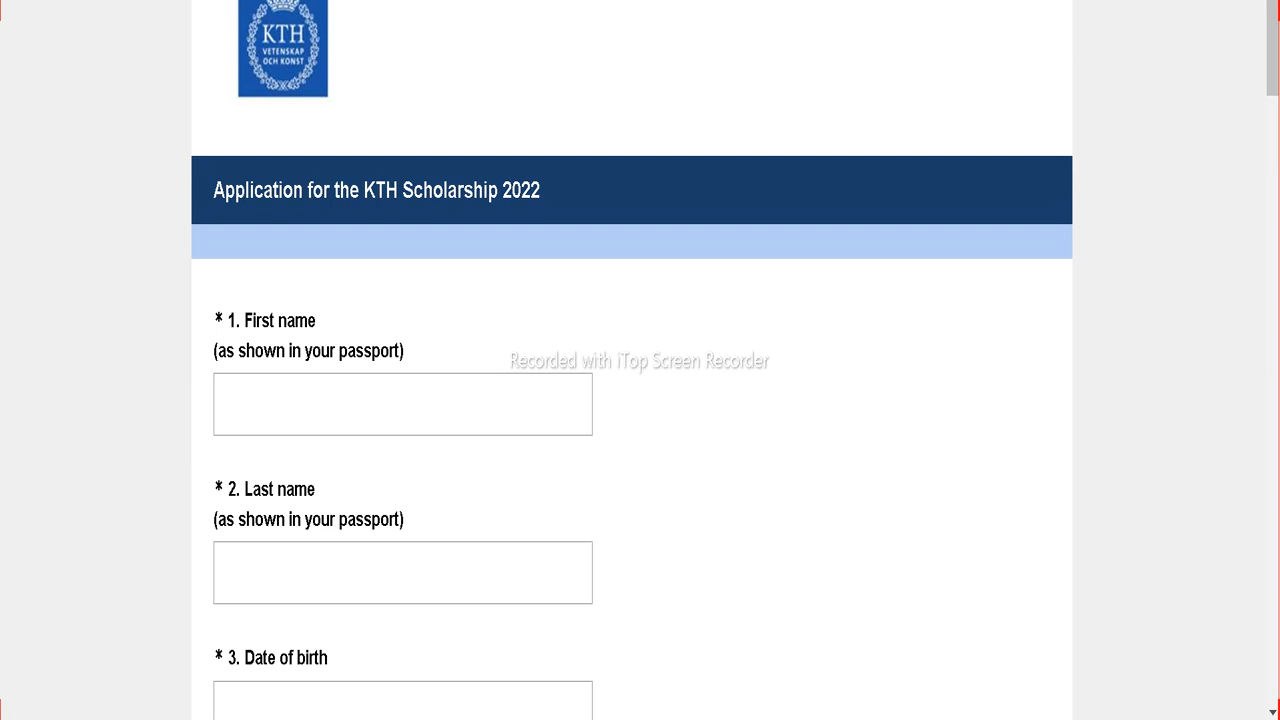 KTH
VETENSKAP
OCH KONST
Application for the KTH Scholarship 2022
* 1. First name
(as shown in your passport)
Recorded with iTop Screen Recorder
* 2. Last name
(as shown in your passport)
* 3. Date of birth